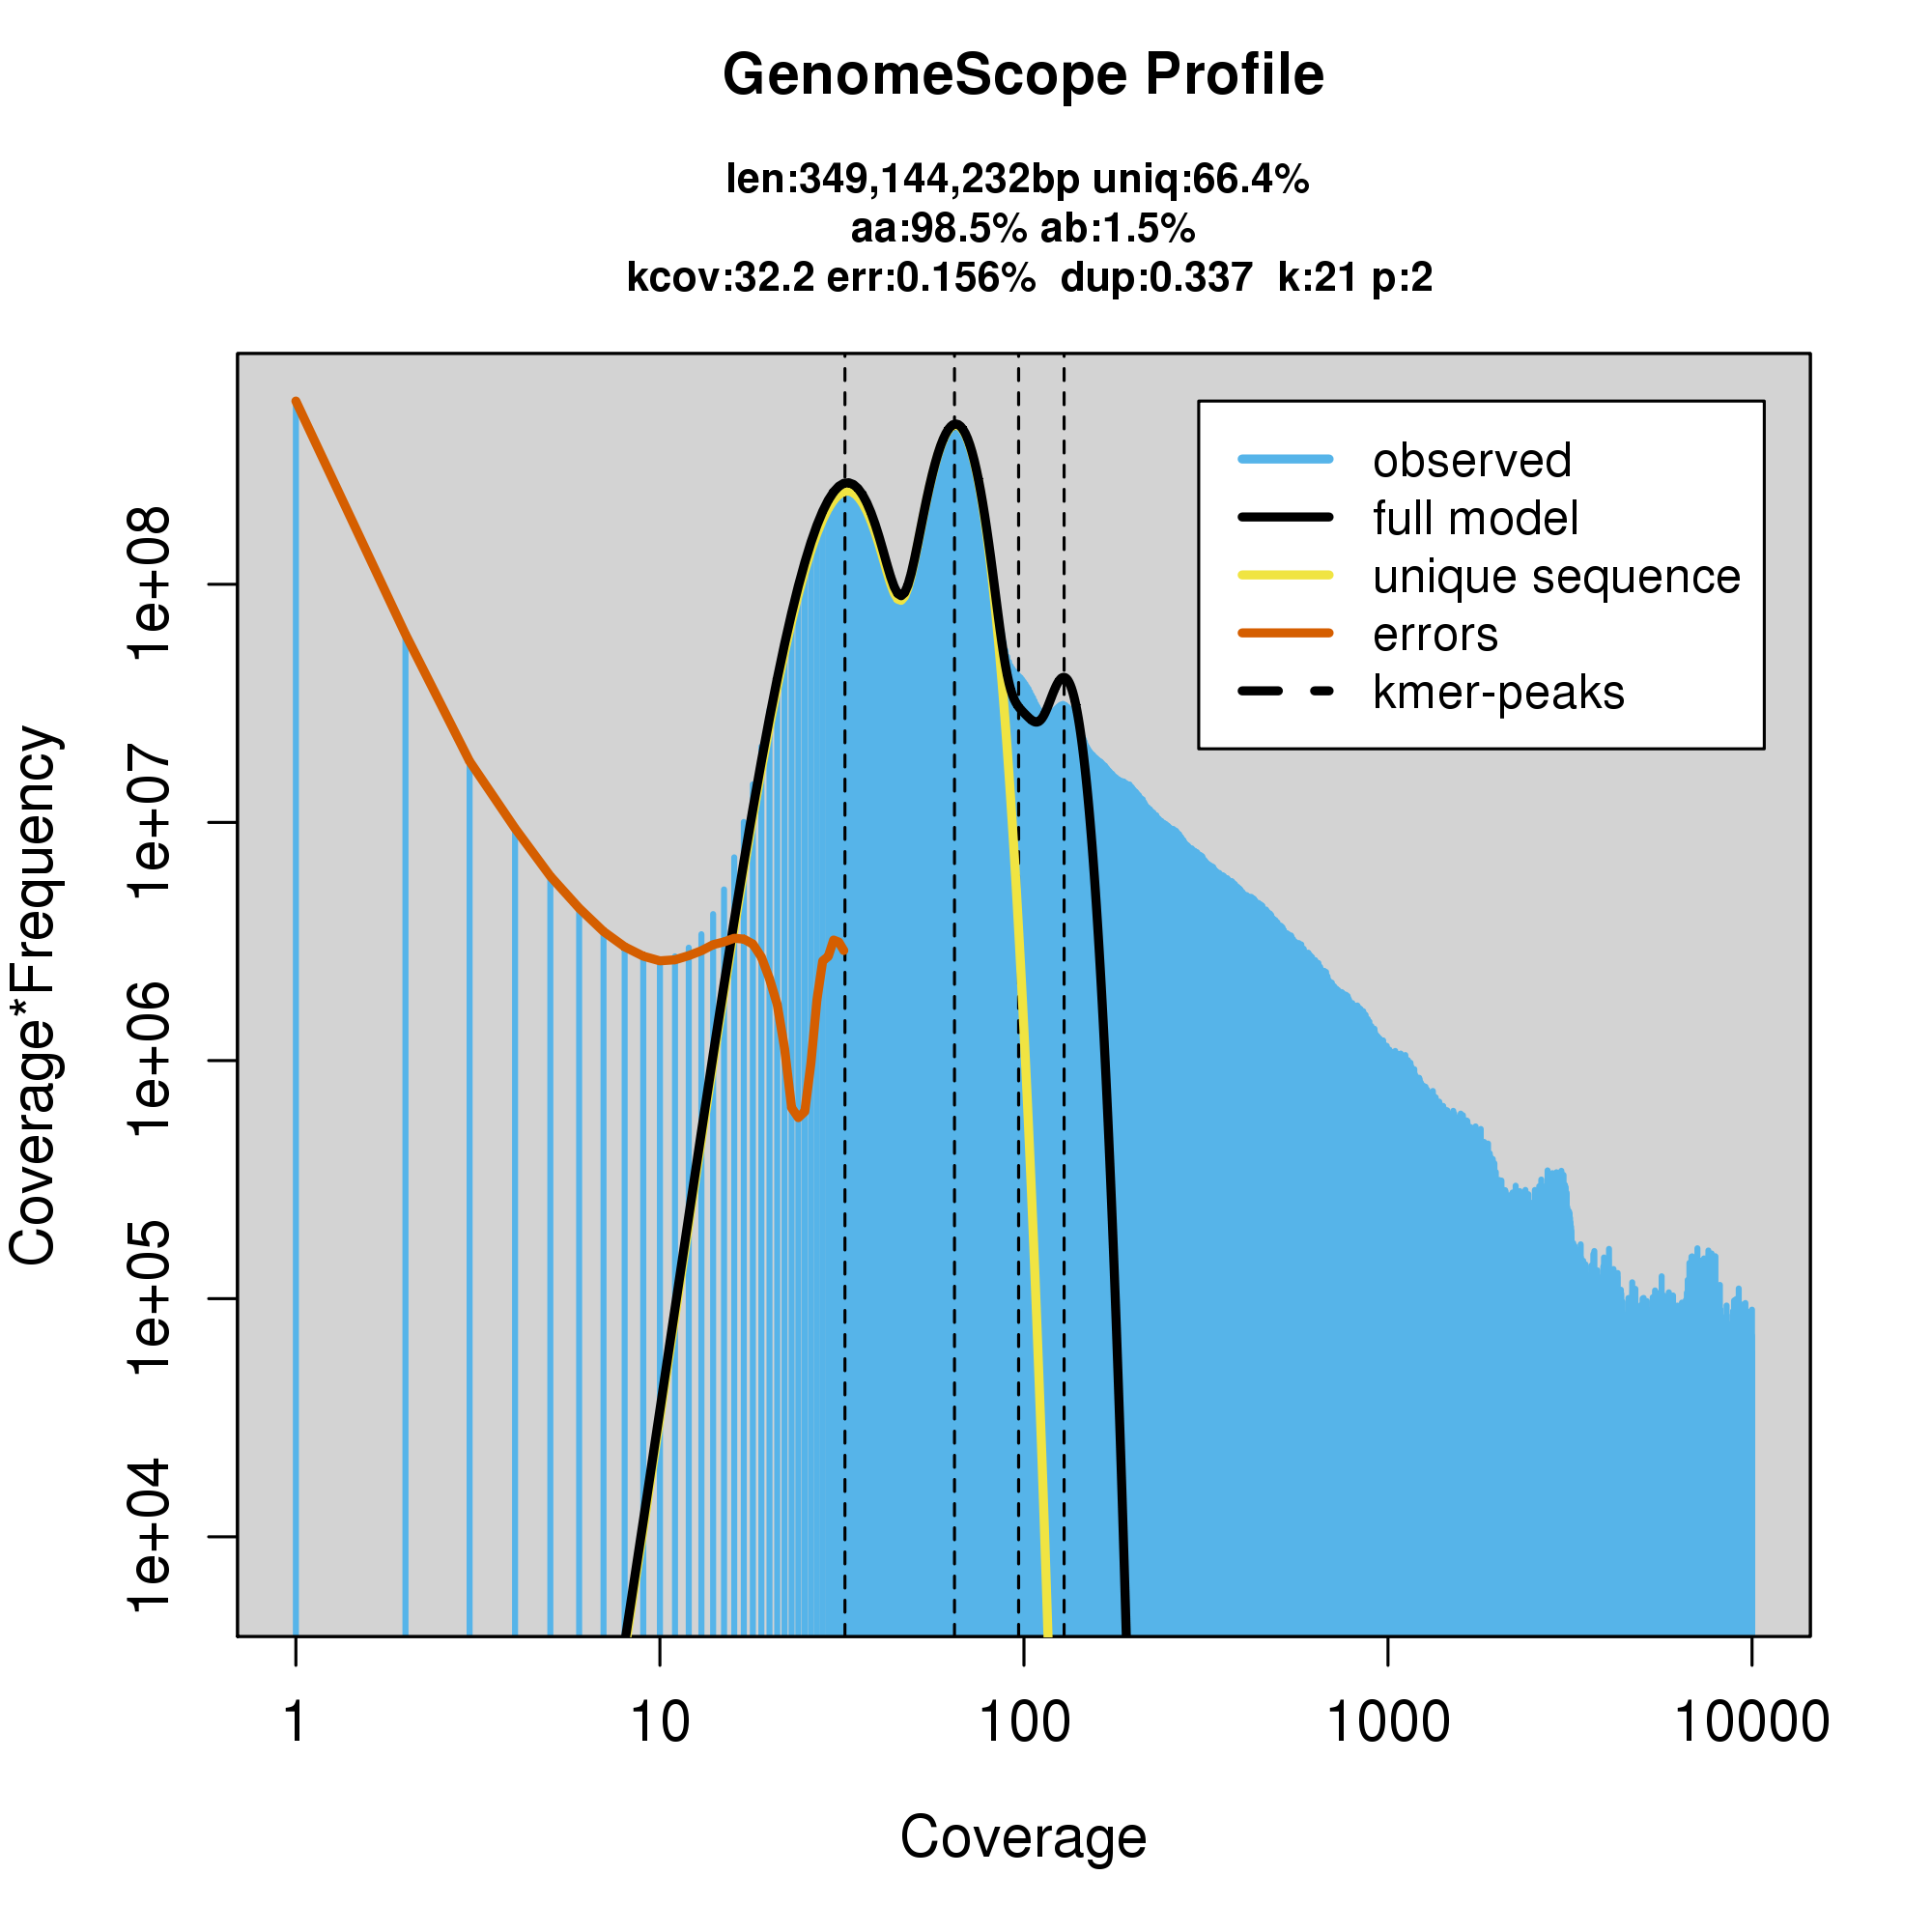 GenomeScope Profile
len:349,144,232bp uniq:66.4%
aa:98.5% ab:1.5%
kcov:32.2 err:0.156%  dup:0.337  k:21 p:2
observed
full model
unique sequence
errors
kmer-peaks
Coverage*Frequency
1e+08
1e+07
1e+06
1e+05
1e+04
1 10 100 1000 10000
Coverage